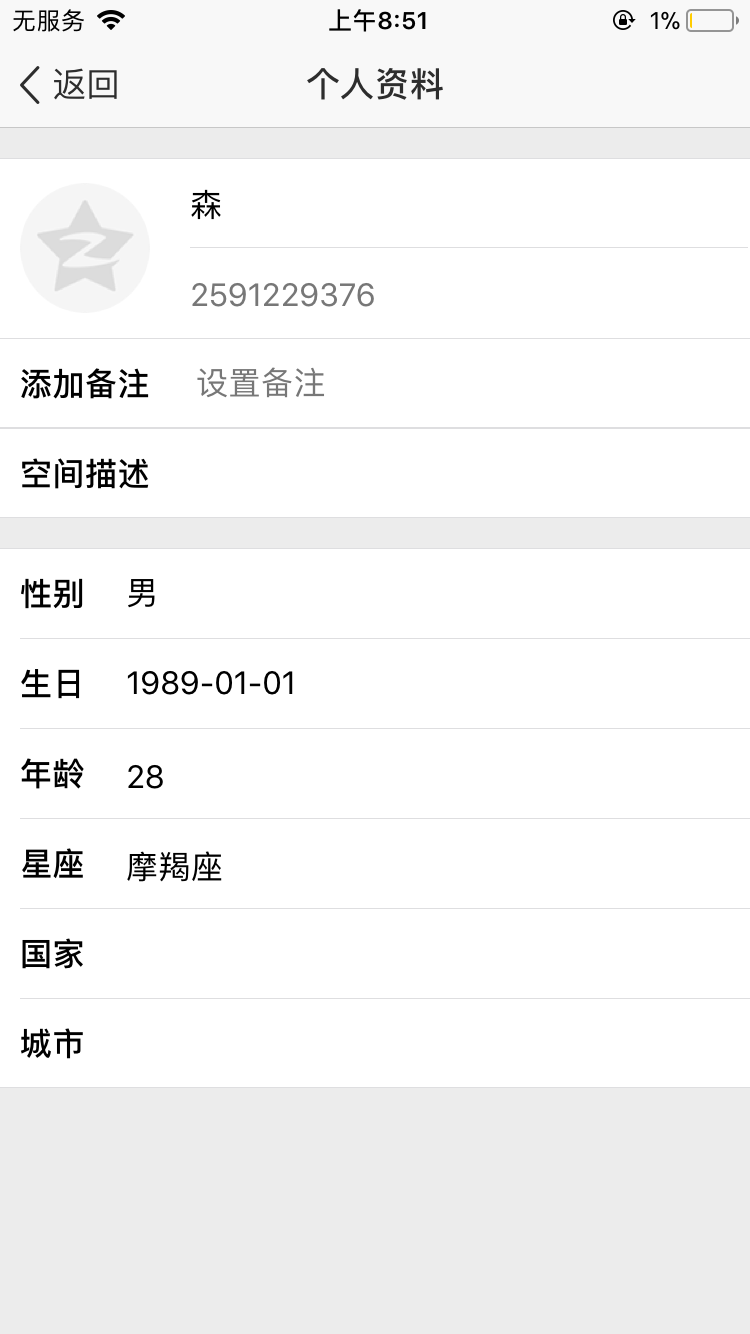 无服务 上午8:51 1%
返回 个人资料
森
2591229376
添加备注 设置备注
空间描述
性别 男
生日 1989-01-01
年龄 28
星座 摩羯座
国家
城市